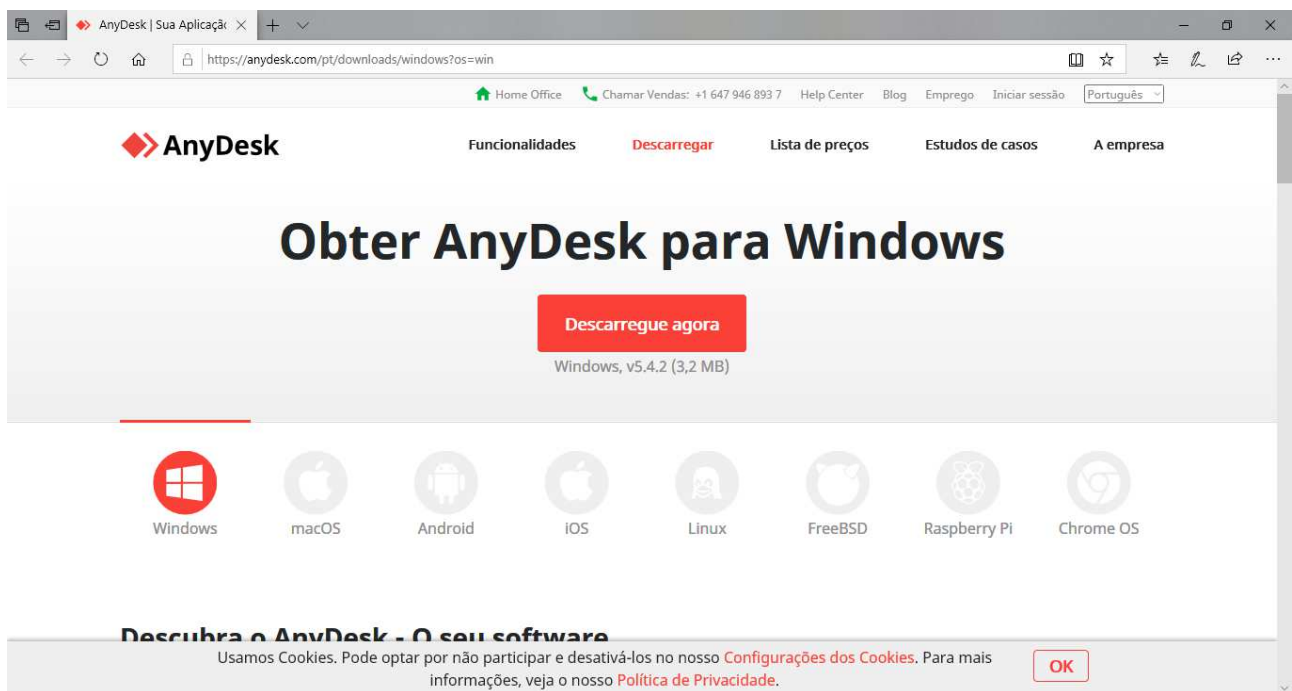 AnyDesk | Sua Aplicaçã
https://anydesk.com/pt/downloads/windows?os=win
Home Office Chamar Vendas: +1 647 946 893 7 Help Center Blog Emprego Iniciar sessão Português
AnyDesk Funcionalidades Descarregar Lista de preços Estudos de casos A empresa
Obter AnyDesk para Windows
Descarregue agora
Windows, v5.4.2 (3,2 MB)
Windows macOS Android iOS Linux FreeBSD Raspberry Pi Chrome OS
Descubra o AnyDesk - O seu software
Usamos Cookies. Pode optar por não participar e desativá-los no nosso Configurações dos Cookies. Para mais
informações, veja o nosso Política de Privacidade.
OK